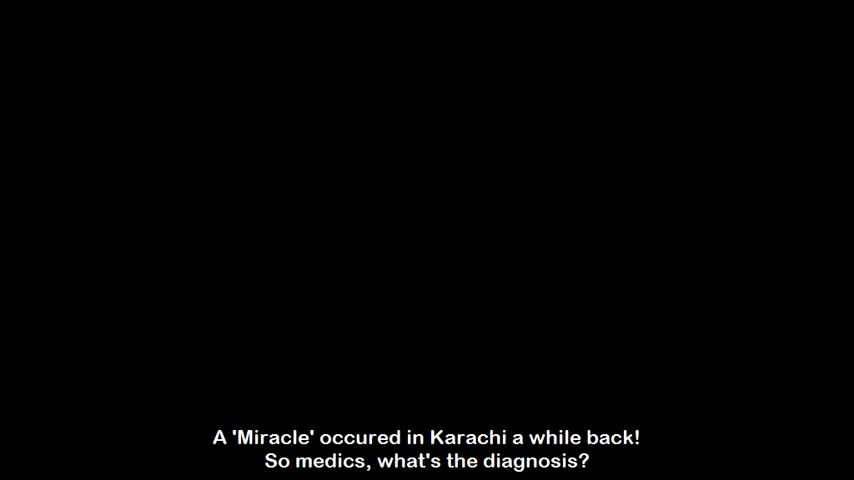 A 'Miracle' occured in Karachi a while back!
So medics, what's the diagnosis?